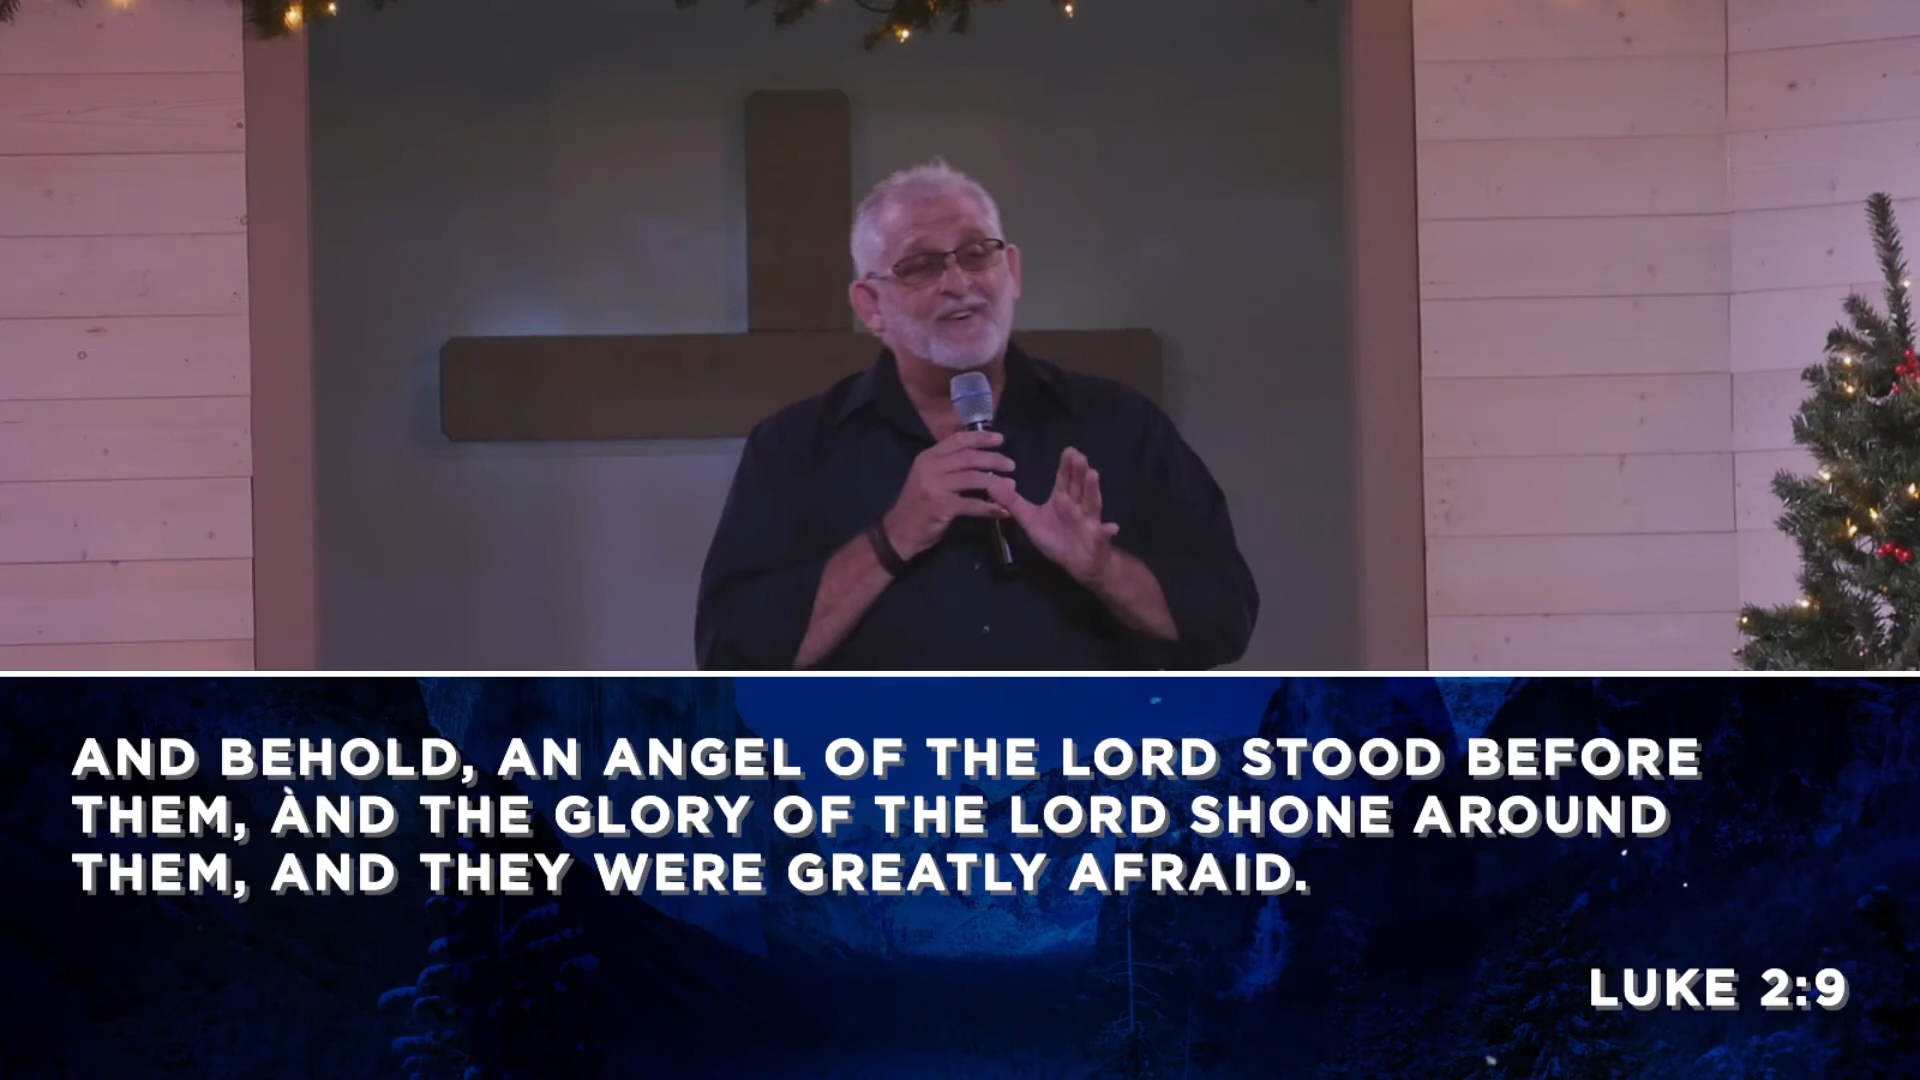 AND BEHOLD, AN ANGEL OF THE LORD STOOD BEFORE
THEM, AND THE GLORY OF THE LORD SHONE AROUND
THEM, AND THEY WERE GREATLY AFRAID.
LUKE 2:9